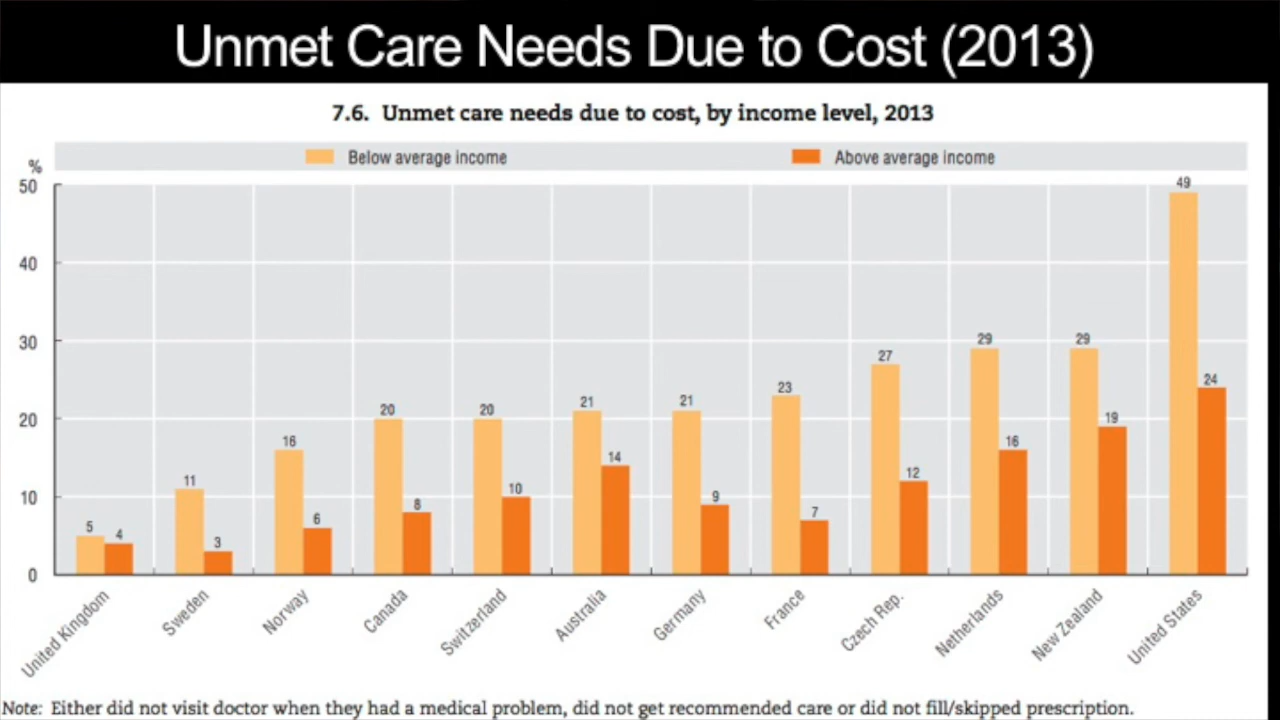 Unmet Care Needs Due to Cost (2013)
7.6. Unmet care needs due to cost, by income level, 2013
Below average income Above average income
%
50
40
30
20
10
0
5 4 11 3 16 6 20 8 20 10 21 14 21 9 23 7 27 12 29 16 29 19 49 24
United Kingdom
Sweden
Norway
Canada
Switzerland
Australia
Germany
France
Czech Rep.
Netherlands
New Zealand
United States
Note: Either did not visit doctor when they had a medical problem, did not get recommended care or did not fill/skipped prescription.